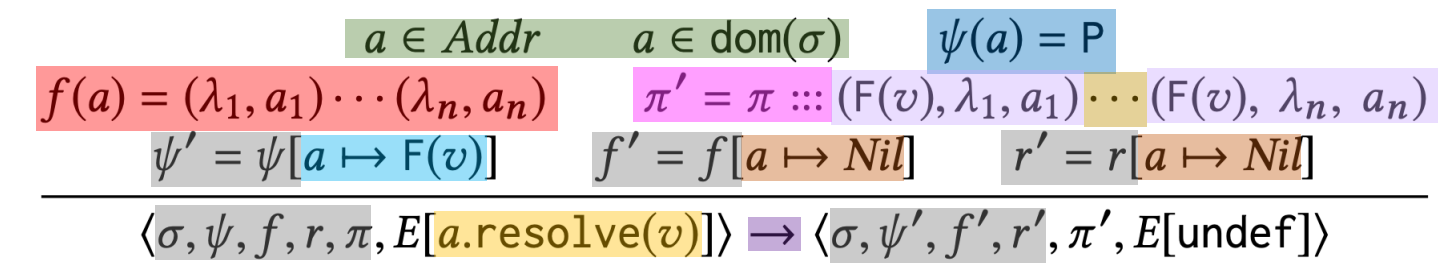 a ∈ Addr a ∈ dom(σ) ψ(a) = P
f(a) = (λ₁, a₁) ⋯ (λₙ, aₙ) π′ = π ::: (F(v), λ₁, a₁) ⋯ (F(v), λₙ, aₙ)
ψ′ = ψ[a ↦ F(v)] f′ = f[a ↦ Nil] r′ = r[a ↦ Nil]
⟨σ, ψ, f, r, π, E[a.resolve(v)]⟩ → ⟨σ, ψ′, f′, r′, π′, E[undef]⟩